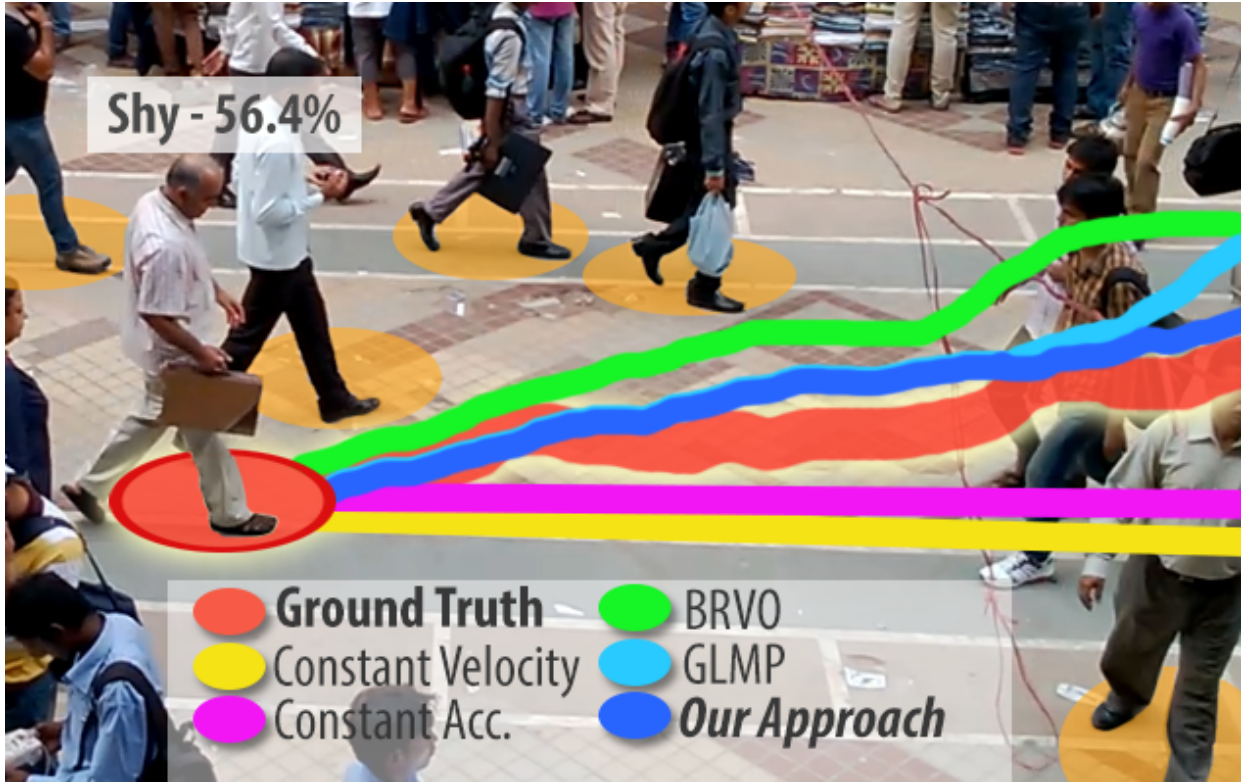 Shy - 56.4%
Ground Truth
Constant Velocity
Constant Acc.
BRVO
GLMP
Our Approach